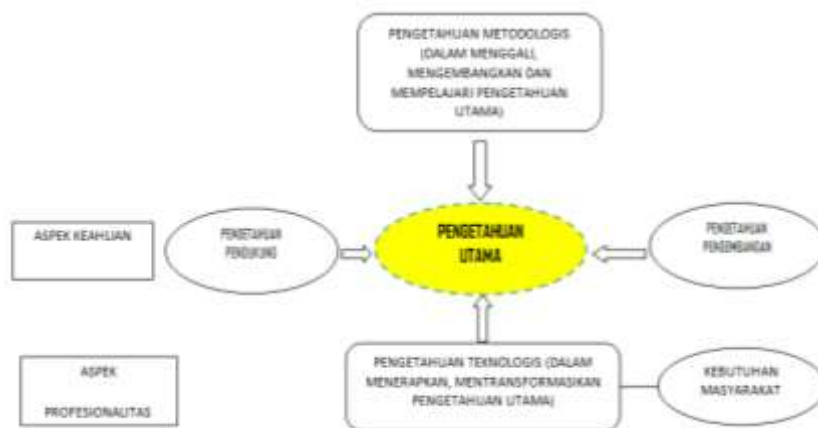 PENGETAHUAN METODOLOGIS
(DALAM MENGGALI,
MENGEMBANGKAN DAN
MEMPELAJARI PENGETAHUAN
UTAMA)
ASPEK KEAHLIAN
PENGETAHUAN
PENDUKUNG
PENGETAHUAN
UTAMA
PENGETAHUAN
PENGEMBANGAN
ASPEK
PROFESIONALITAS
PENGETAHUAN TEKNOLOGIS (DALAM
MENERAPKAN, MENTRANSFORMASIKAN
PENGETAHUAN UTAMA)
KEBUTUHAN
MASYARAKAT